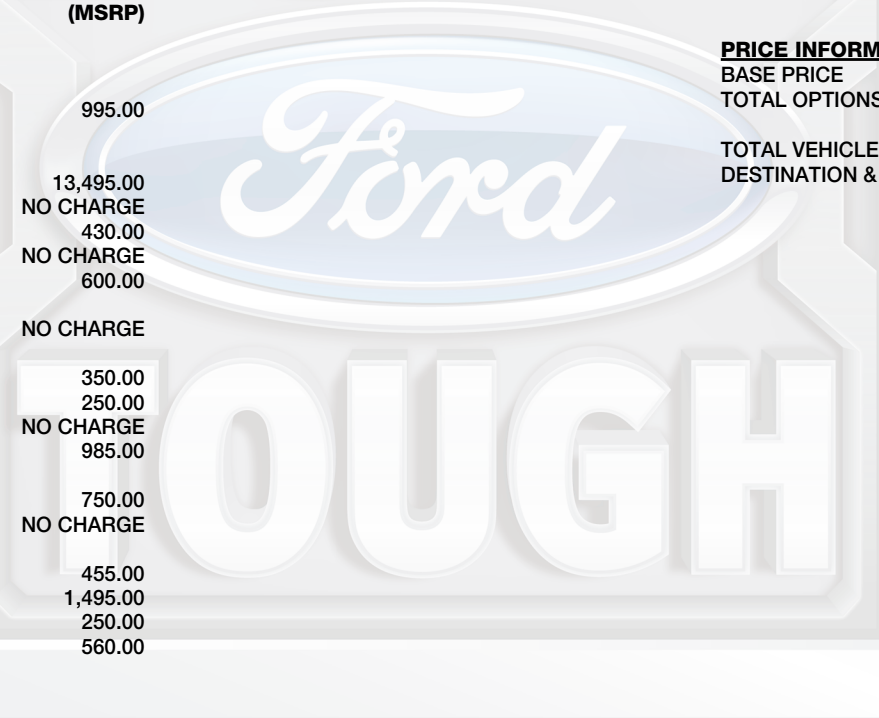 (MSRP)
995.00
13,495.00
NO CHARGE
430.00
NO CHARGE
600.00
NO CHARGE
350.00
250.00
NO CHARGE
985.00
750.00
NO CHARGE
455.00
1,495.00
250.00
560.00
PRICE INFORM
BASE PRICE
TOTAL OPTIONS
TOTAL VEHICLE
DESTINATION &
Ford
TOUGH